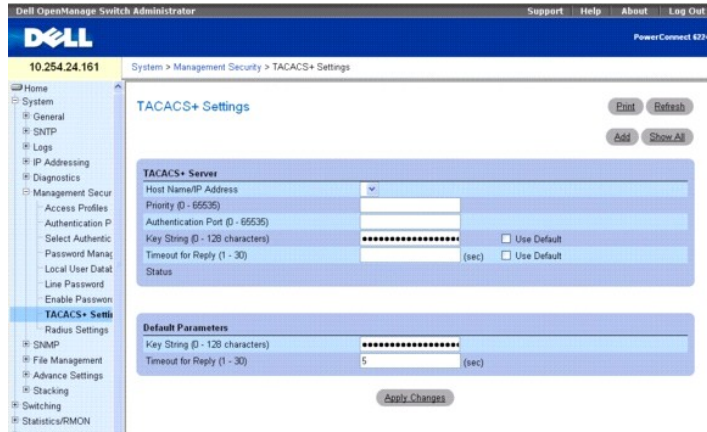 Dell OpenManage Switch Administrator
Support Help About Log Out
DELL
PowerConnect 622
10.254.24.161
System > Management Security > TACACS+ Settings
Home
System
General
SNTP
Logs
IP Addressing
Diagnostics
Management Secur
Access Profiles
Authentication P
Select Authentic
Password Manag
Local User Datab
Line Password
Enable Passwor
TACACS+ Settin
Radius Settings
SNMP
File Management
Advance Settings
Stacking
Switching
Statistics/RMON
TACACS+ Settings
Print Refresh
Add Show All
TACACS+ Server
Host Name/IP Address
Priority (0 - 65535)
Authentication Port (0 - 65535)
Key String (0 - 128 characters) ●●●●●●●●●●●●●●●●●● Use Default
Timeout for Reply (1 - 30) (sec) Use Default
Status
Default Parameters
Key String (0 - 128 characters) ●●●●●●●●●●●●●●●●●●
Timeout for Reply (1 - 30) 5 (sec)
Apply Changes